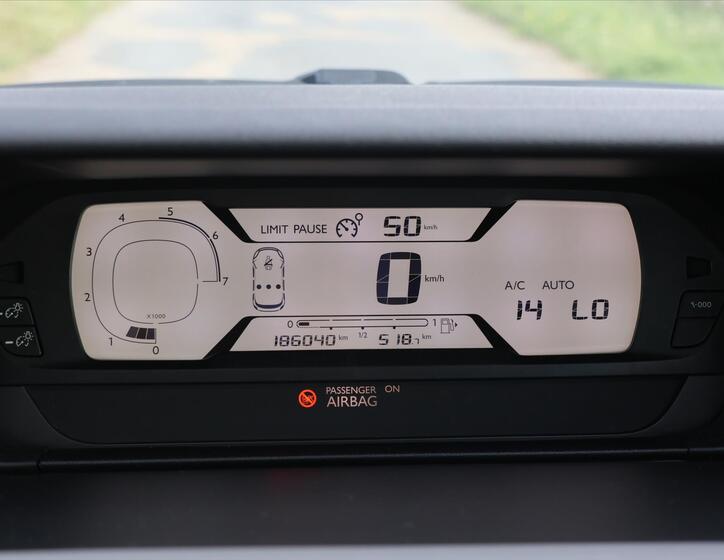 LIMIT PAUSE 50 km/h
4 5 6
3 7
2
1 0
X1000
0 km/h
A/C AUTO
14 LO
0 1/2 1
186040 km 518.7 km
PASSENGER ON
AIRBAG
000